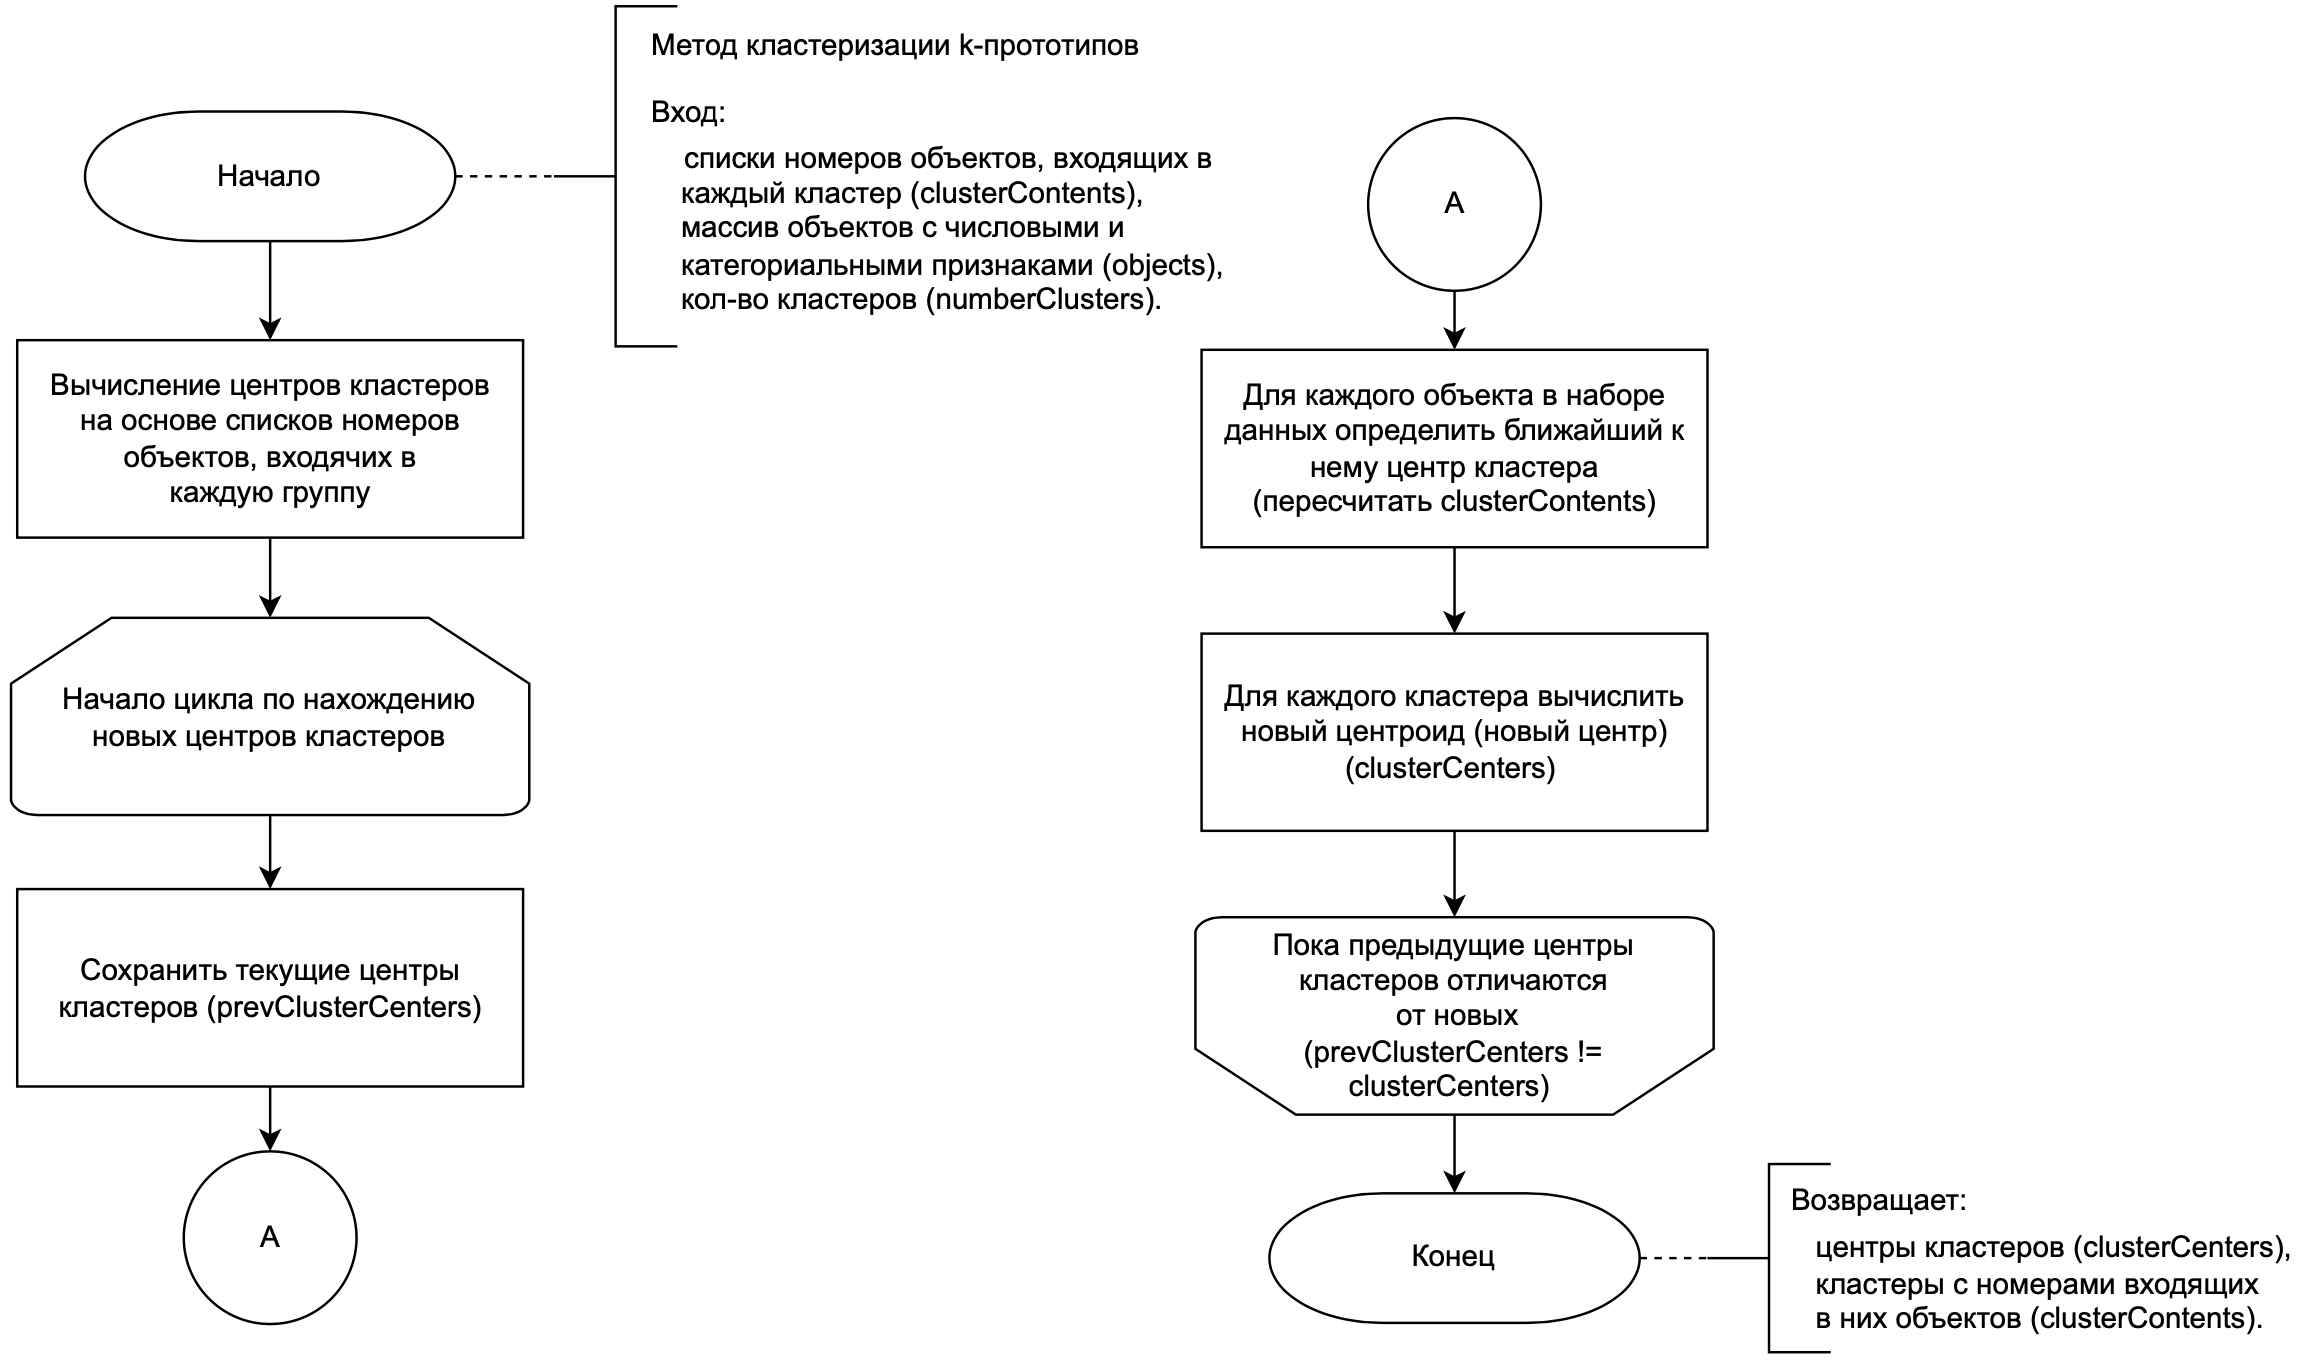 Начало
Метод кластеризации k-прототипов
Вход:
списки номеров объектов, входящих в
каждый кластер (clusterContents),
массив объектов с числовыми и
категориальными признаками (objects),
кол-во кластеров (numberClusters).
Вычисление центров кластеров
на основе списков номеров
объектов, входячих в
каждую группу
Начало цикла по нахождению
новых центров кластеров
Сохранить текущие центры
кластеров (prevClusterCenters)
А
А
Для каждого объекта в наборе
данных определить ближайший к
нему центр кластера
(пересчитать clusterContents)
Для каждого кластера вычислить
новый центроид (новый центр)
(clusterCenters)
Пока предыдущие центры
кластеров отличаются
от новых
(prevClusterCenters !=
clusterCenters)
Конец
Возвращает:
центры кластеров (clusterCenters),
кластеры с номерами входящих
в них объектов (clusterContents).